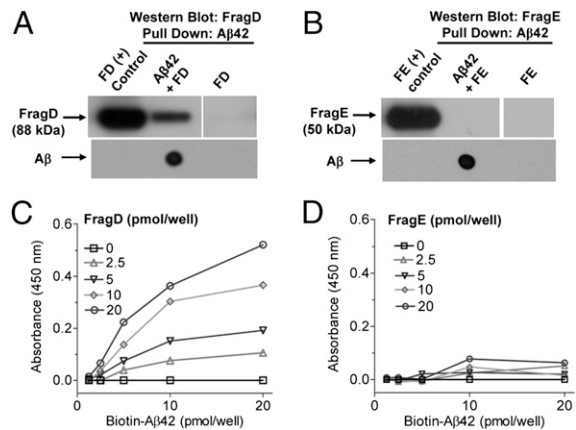 A
Western Blot: FragD
Pull Down: Aβ42
FD (+)
Control
Aβ42
+ FD
FD
FragD
(88 kDa)
Aβ
B
Western Blot: FragE
Pull Down: Aβ42
FE (+)
control
Aβ42
+ FE
FE
FragE
(50 kDa)
Aβ
C
FragD (pmol/well)
0
2.5
5
10
20
Absorbance (450 nm)
0.6
0.4
0.2
0.0
0 10 20
Biotin-Aβ42 (pmol/well)
D
FragE (pmol/well)
0
2.5
5
10
20
Absorbance (450 nm)
0.6
0.4
0.2
0.0
0 10 20
Biotin-Aβ42 (pmol/well)